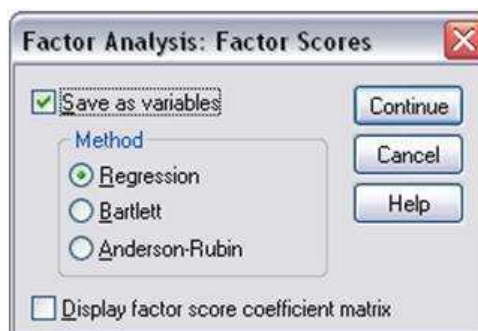 Factor Analysis: Factor Scores
Save as variables
Continue
Method
Cancel
Regression
Help
Bartlett
Anderson-Rubin
Display factor score coefficient matrix